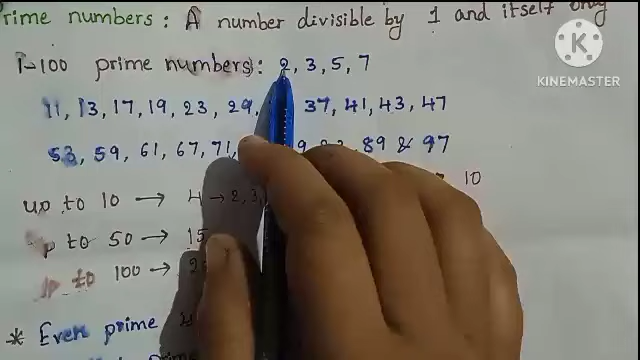 Prime numbers: A number divisible by 1 and itself only
1-100 prime numbers: 2, 3, 5, 7
11, 13, 17, 19, 23, 29, 37, 41, 43, 47
53, 59, 61, 67, 71, 89 & 97
up to 10 → 4 → 2, 3, 10
up to 50 → 15
up to 100 →
* Even prime
KINEMASTER